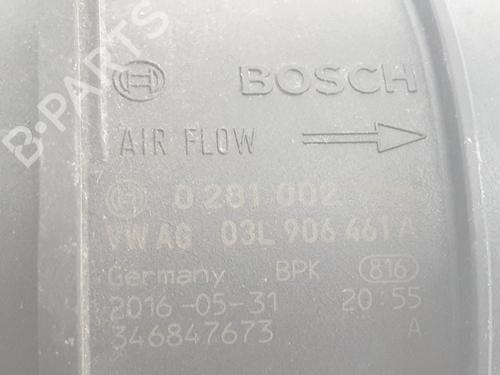 B-PARTS
BOSCH
AIR FLOW
0 281 002
VW AG 03L 906 461 A
Germany BPK 816
2016-05-31 20:55
346847673 A